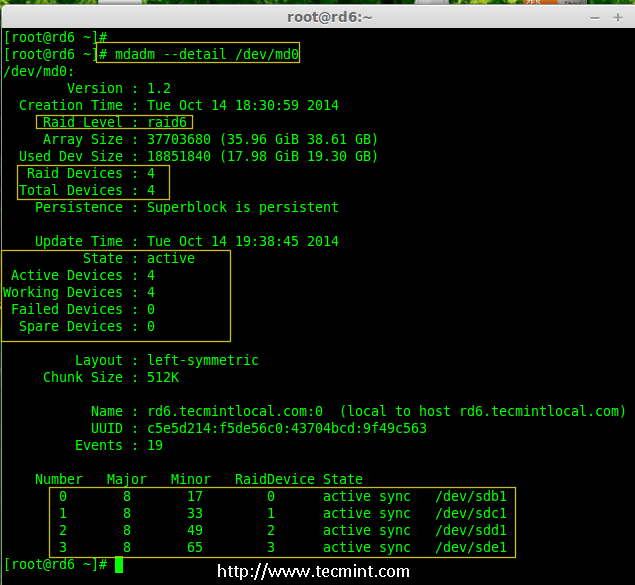 root@rd6:~
[root@rd6 ~]#
[root@rd6 ~]# mdadm --detail /dev/md0
/dev/md0:
        Version : 1.2
  Creation Time : Tue Oct 14 18:30:59 2014
     Raid Level : raid6
     Array Size : 37703680 (35.96 GiB 38.61 GB)
  Used Dev Size : 18851840 (17.98 GiB 19.30 GB)
   Raid Devices : 4
  Total Devices : 4
    Persistence : Superblock is persistent
    Update Time : Tue Oct 14 19:38:45 2014
          State : active
 Active Devices : 4
Working Devices : 4
 Failed Devices : 0
  Spare Devices : 0
         Layout : left-symmetric
     Chunk Size : 512K
           Name : rd6.tecmintlocal.com:0  (local to host rd6.tecmintlocal.com)
           UUID : c5e5d214:f5de56c0:43704bcd:9f49c563
         Events : 19
    Number   Major   Minor   RaidDevice State
       0       8       17        0      active sync   /dev/sdb1
       1       8       33        1      active sync   /dev/sdc1
       2       8       49        2      active sync   /dev/sdd1
       3       8       65        3      active sync   /dev/sde1
[root@rd6 ~]#
http://www.tecmint.com